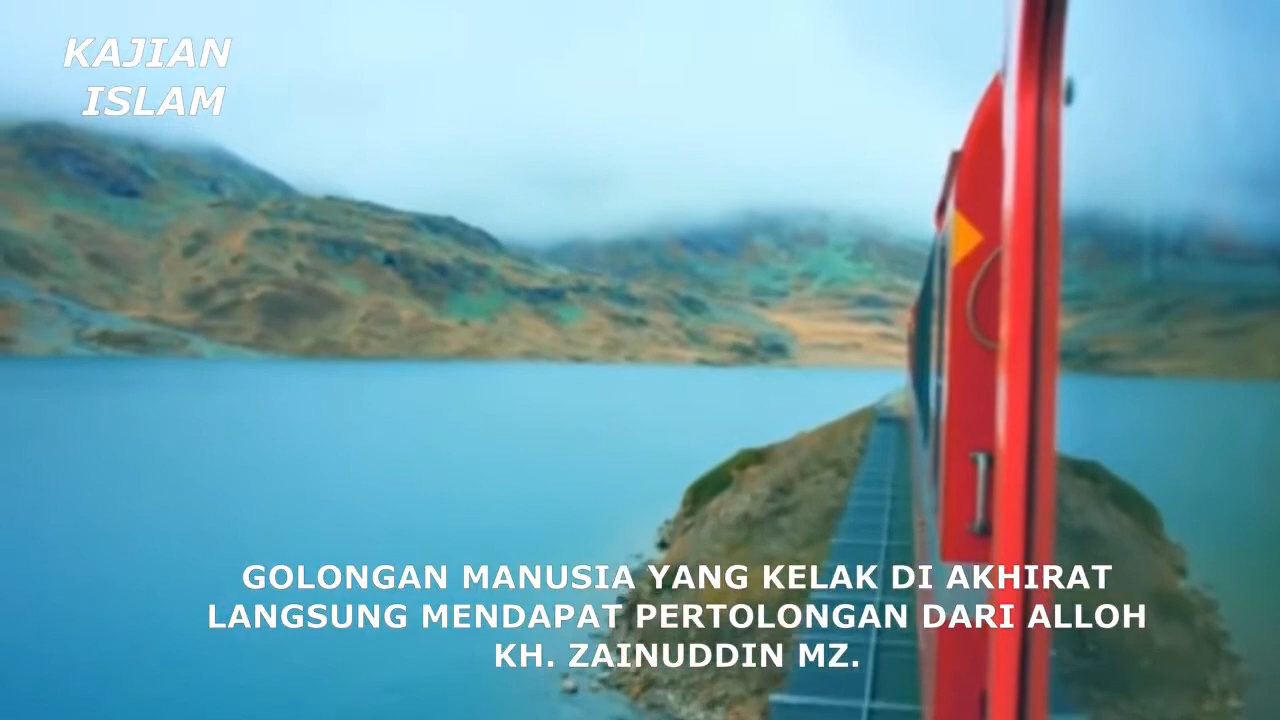 KAJIAN
ISLAM
GOLONGAN MANUSIA YANG KELAK DI AKHIRAT
LANGSUNG MENDAPAT PERTOLONGAN DARI ALLOH
KH. ZAINUDDIN MZ.